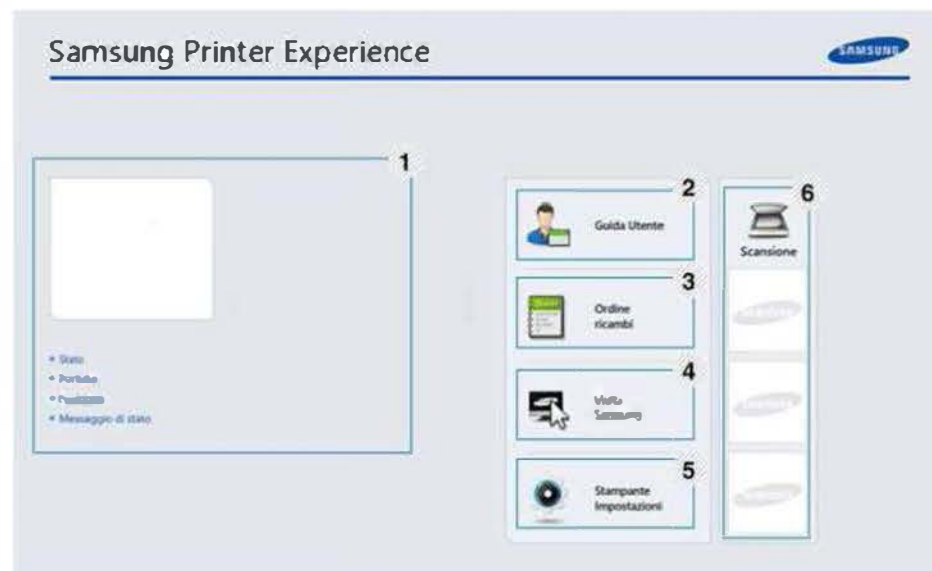 Samsung Printer Experience
SAMSUNG
1
2
Guida Utente
3
Ordine
ricambi
4
5
Stampante
Impostazioni
6
Scansione
Stato
Messaggio di stato